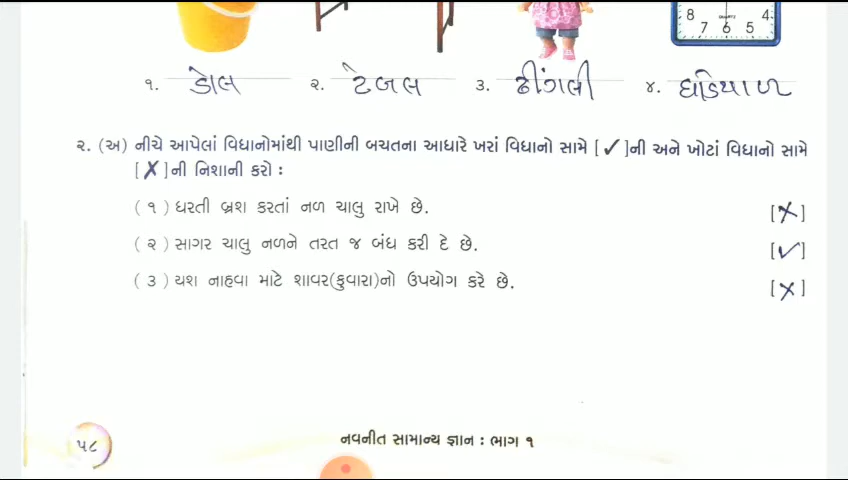 8 7 6 5 4
QUARTZ
૧. ડોલ ૨. ટેબલ ૩. ઢીંગલી ૪. ઘડિયાળ
૨. (અ) નીચે આપેલાં વિધાનોમાંથી પાણીની બચતના આધારે ખરાં વિધાનો સામે [✓]ની અને ખોટાં વિધાનો સામે
[✗]ની નિશાની કરો :
(૧) ધરતી બ્રશ કરતાં નળ ચાલુ રાખે છે. [✗]
(૨) સાગર ચાલુ નળને તરત જ બંધ કરી દે છે. [✓]
(૩) યશ નાહવા માટે શાવર(ફુવારા)નો ઉપયોગ કરે છે. [✗]
૫૮ નવનીત સામાન્ય જ્ઞાન : ભાગ ૧